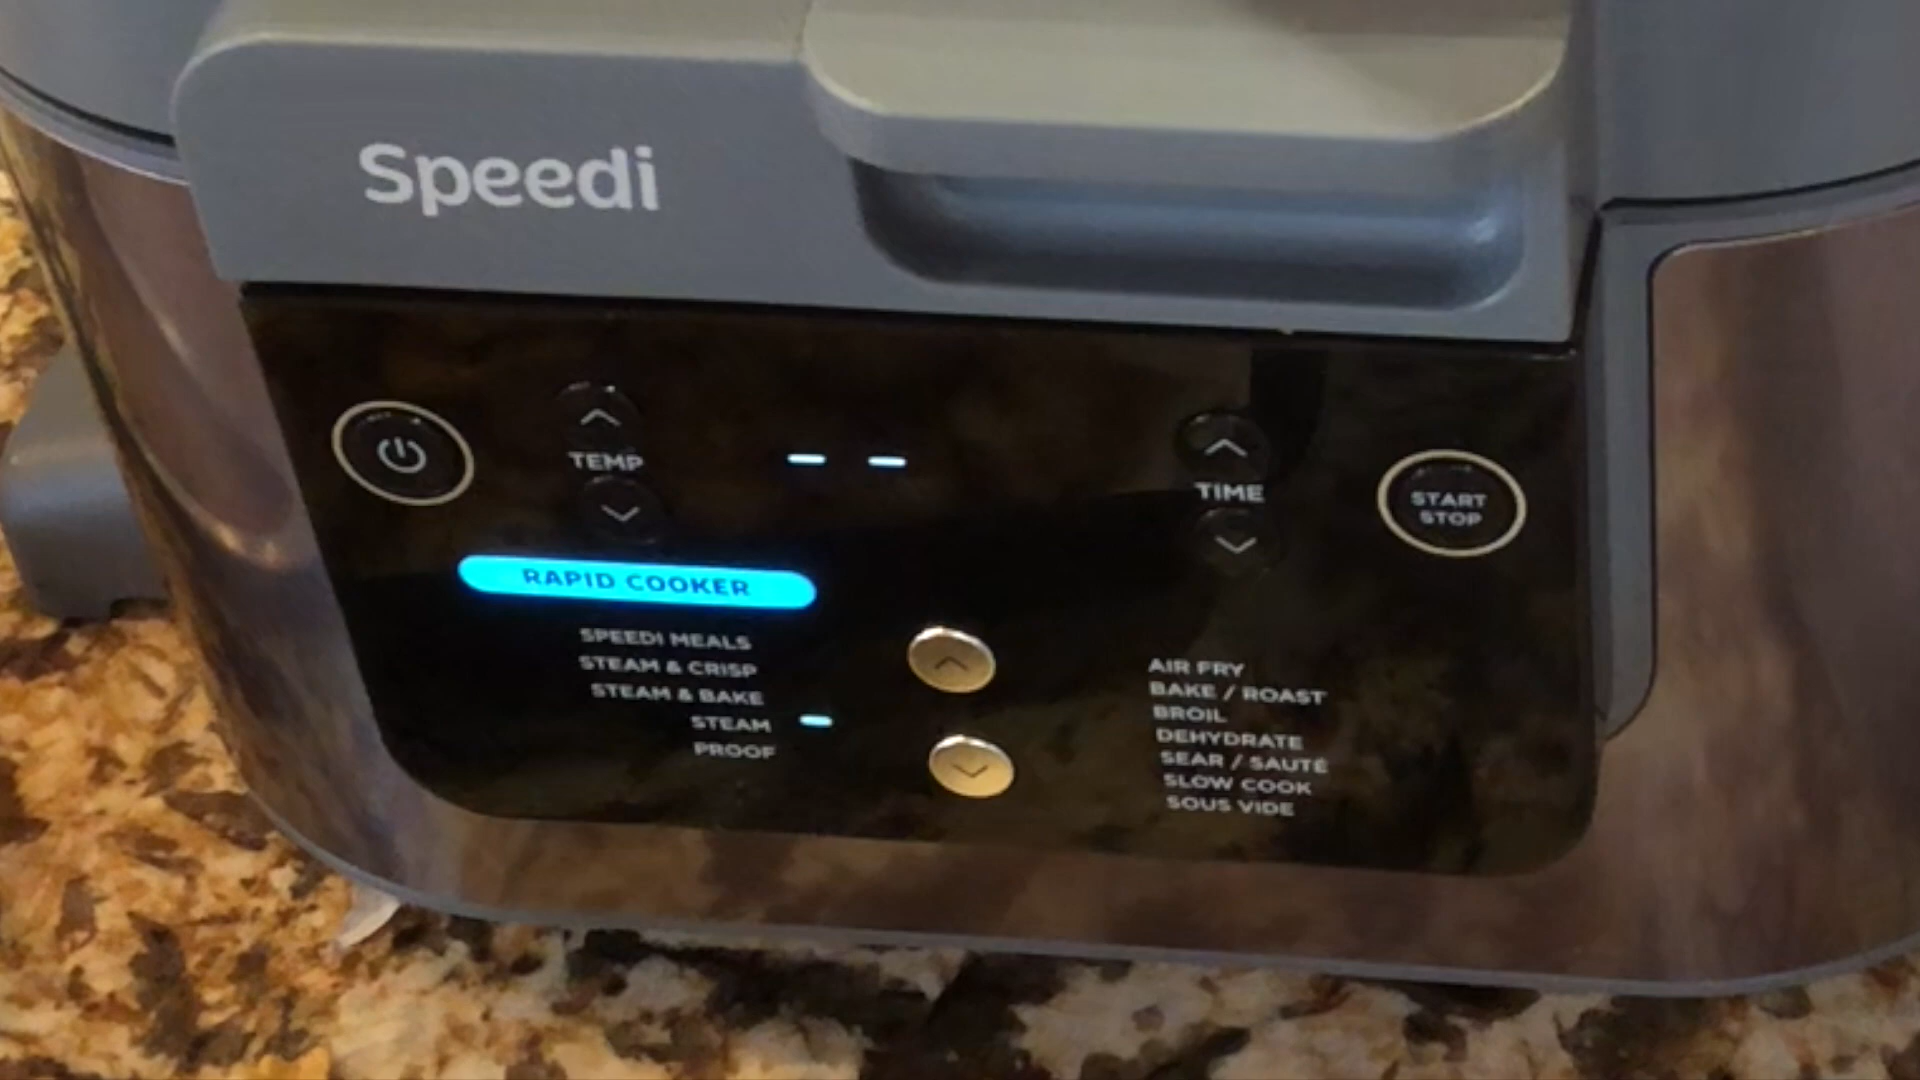 Speedi
TEMP
TIME
START
STOP
RAPID COOKER
SPEEDI MEALS
STEAM & CRISP
STEAM & BAKE
STEAM
PROOF
AIR FRY
BAKE / ROAST
BROIL
DEHYDRATE
SEAR / SAUTÉ
SLOW COOK
SOUS VIDE